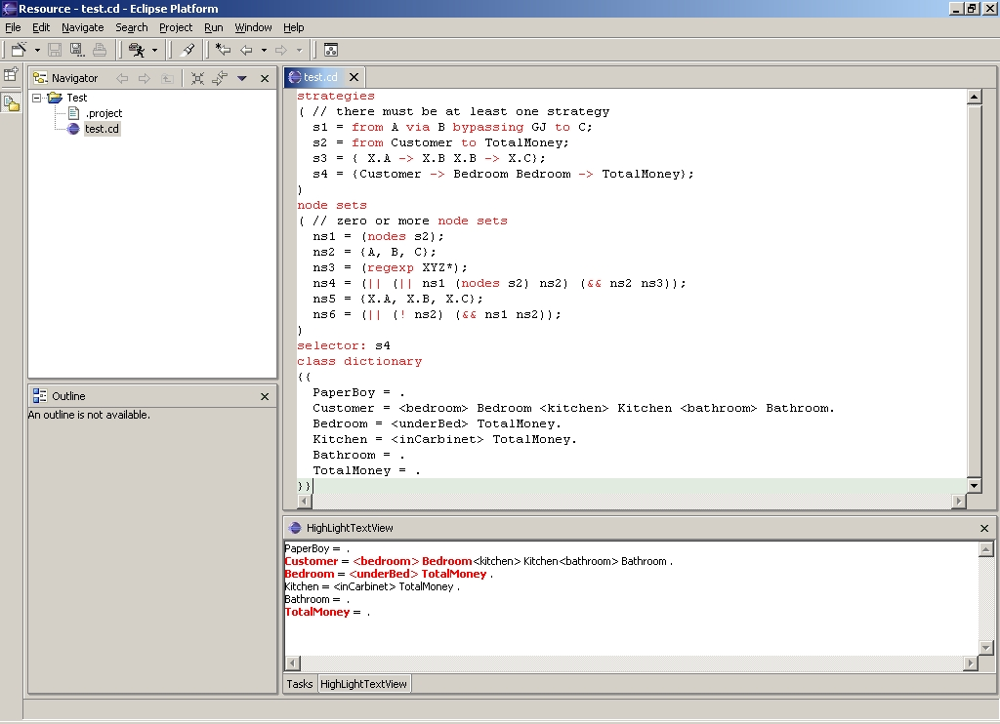 Resource - test.cd - Eclipse Platform
File Edit Navigate Search Project Run Window Help
Navigator
Test
.project
test.cd
Outline
An outline is not available.
test.cd
strategies
( // there must be at least one strategy
  s1 = from A via B bypassing GJ to C;
  s2 = from Customer to TotalMoney;
  s3 = { X.A -> X.B X.B -> X.C};
  s4 = {Customer -> Bedroom Bedroom -> TotalMoney};
)
node sets
( // zero or more node sets
  ns1 = (nodes s2);
  ns2 = {A, B, C};
  ns3 = (regexp XYZ*);
  ns4 = (|| (|| ns1 (nodes s2) ns2) (&& ns2 ns3));
  ns5 = {X.A, X.B, X.C};
  ns6 = (|| (! ns2) (&& ns1 ns2));
)
selector: s4
class dictionary
{{
  PaperBoy = .
  Customer = <bedroom> Bedroom <kitchen> Kitchen <bathroom> Bathroom.
  Bedroom = <underBed> TotalMoney.
  Kitchen = <inCarbinet> TotalMoney.
  Bathroom = .
  TotalMoney = .
}}
HighLightTextView
PaperBoy = .
Customer = <bedroom> Bedroom<kitchen> Kitchen<bathroom> Bathroom .
Bedroom = <underBed> TotalMoney .
Kitchen = <inCarbinet> TotalMoney .
Bathroom = .
TotalMoney = .
Tasks HighLightTextView